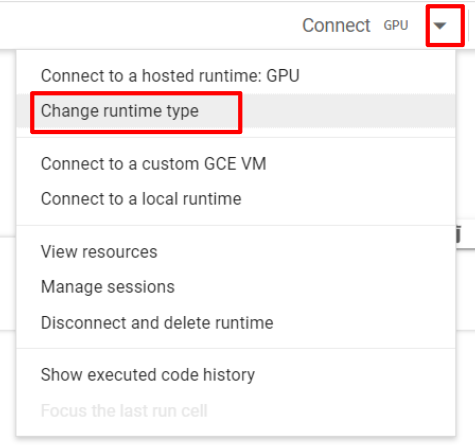 Connect GPU
Connect to a hosted runtime: GPU
Change runtime type
Connect to a custom GCE VM
Connect to a local runtime
View resources
Manage sessions
Disconnect and delete runtime
Show executed code history
Focus the last run cell